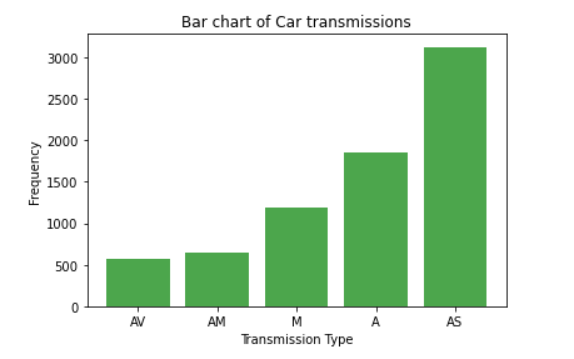 Bar chart of Car transmissions
3000
2500
2000
1500
1000
500
0
Frequency
AV AM M A AS
Transmission Type